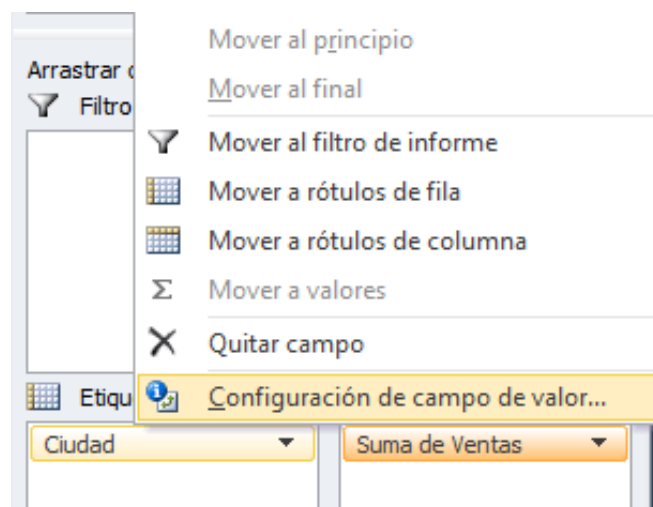 Mover al principio
Arrastrar
Mover al final
Filtro
Mover al filtro de informe
Mover a rótulos de fila
Mover a rótulos de columna
Σ Mover a valores
Quitar campo
Etiqu
Configuración de campo de valor...
Ciudad
Suma de Ventas